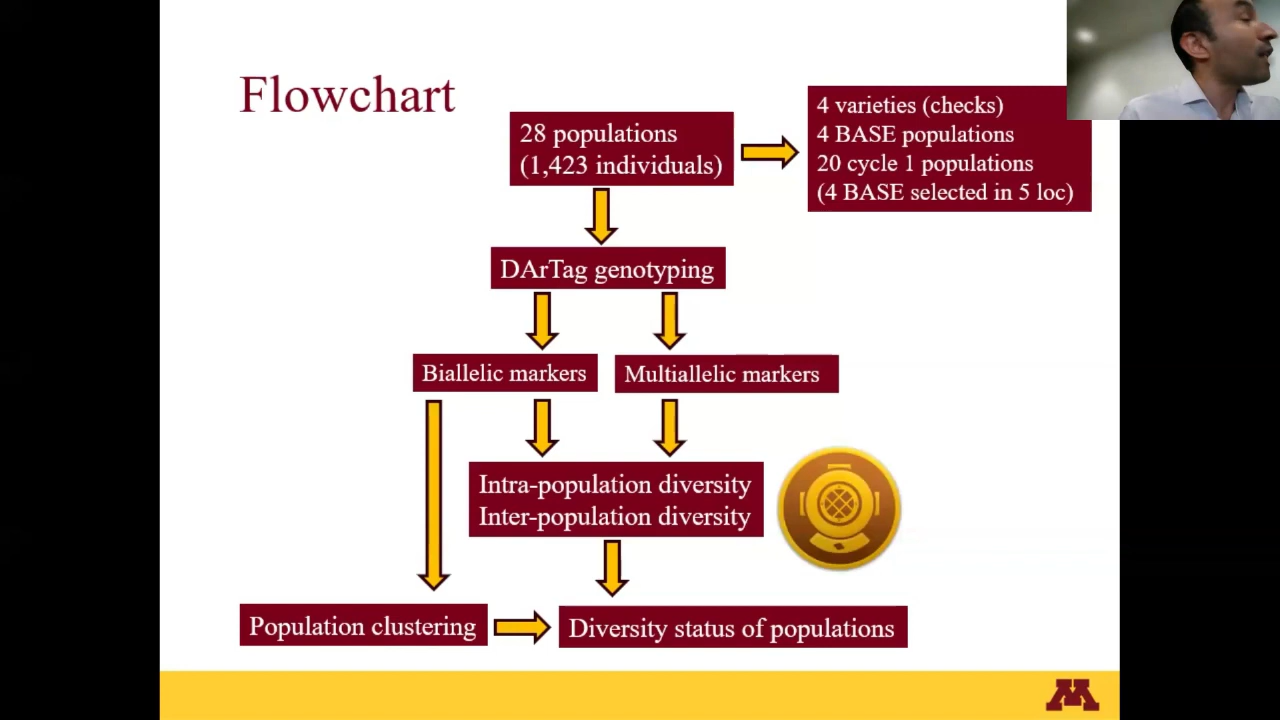 Flowchart
28 populations
(1,423 individuals)
4 varieties (checks)
4 BASE populations
20 cycle 1 populations
(4 BASE selected in 5 loc)
DArTag genotyping
Biallelic markers
Multiallelic markers
Intra-population diversity
Inter-population diversity
Population clustering
Diversity status of populations
M